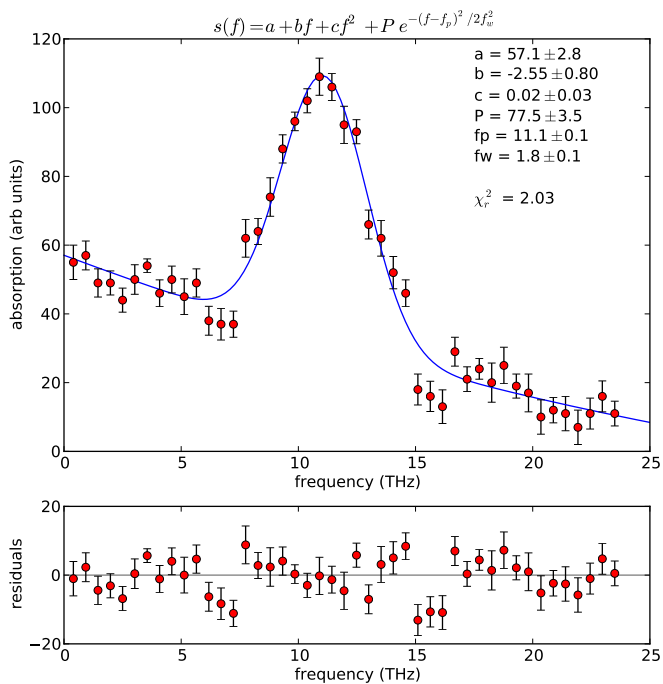 s(f)=a+bf+cf² +P e^{-(f-f_p)²/2f_w²}
120
100
80
60
40
20
0
absorption (arb units)
a = 57.1±2.8
b = -2.55±0.80
c = 0.02±0.03
P = 77.5±3.5
fp = 11.1±0.1
fw = 1.8±0.1
χ_r² = 2.03
0 5 10 15 20 25
frequency (THz)
20
0
−20
residuals
0 5 10 15 20 25
frequency (THz)